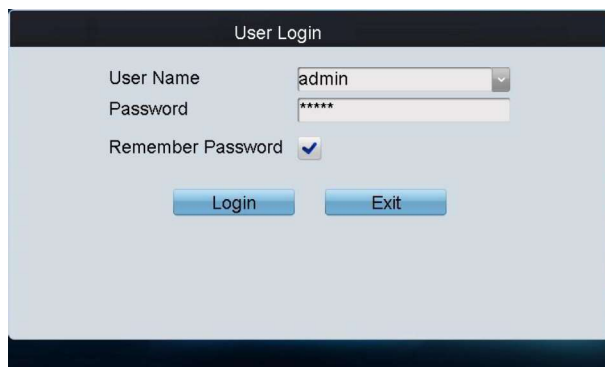 User Login
User Name admin
Password *****
Remember Password
Login Exit